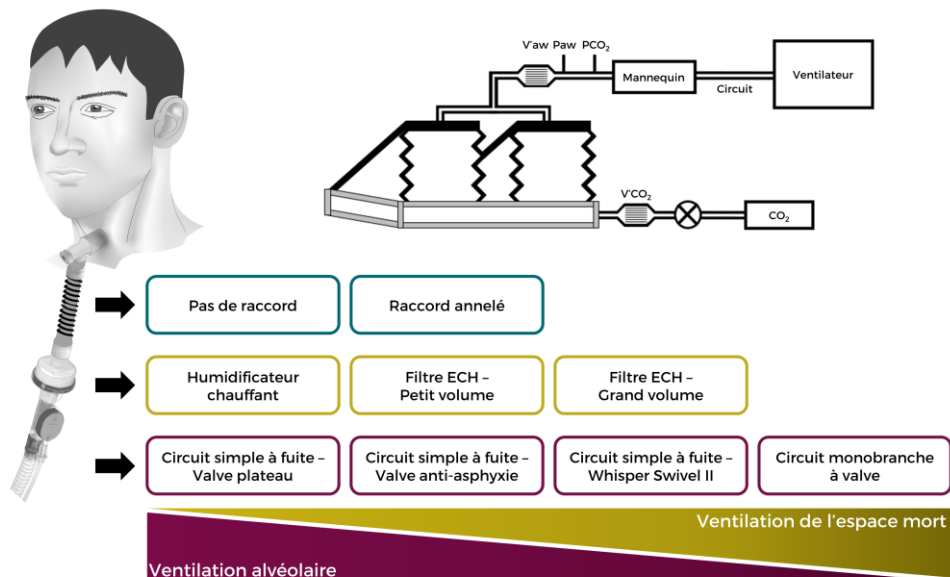 V'aw Paw PCO₂
Mannequin
Circuit
Ventilateur
V'CO₂
CO₂
Pas de raccord
Raccord annelé
Humidificateur
chauffant
Filtre ECH –
Petit volume
Filtre ECH –
Grand volume
Circuit simple à fuite –
Valve plateau
Circuit simple à fuite –
Valve anti-asphyxie
Circuit simple à fuite –
Whisper Swivel II
Circuit monobranche
à valve
Ventilation de l'espace mort
Ventilation alvéolaire